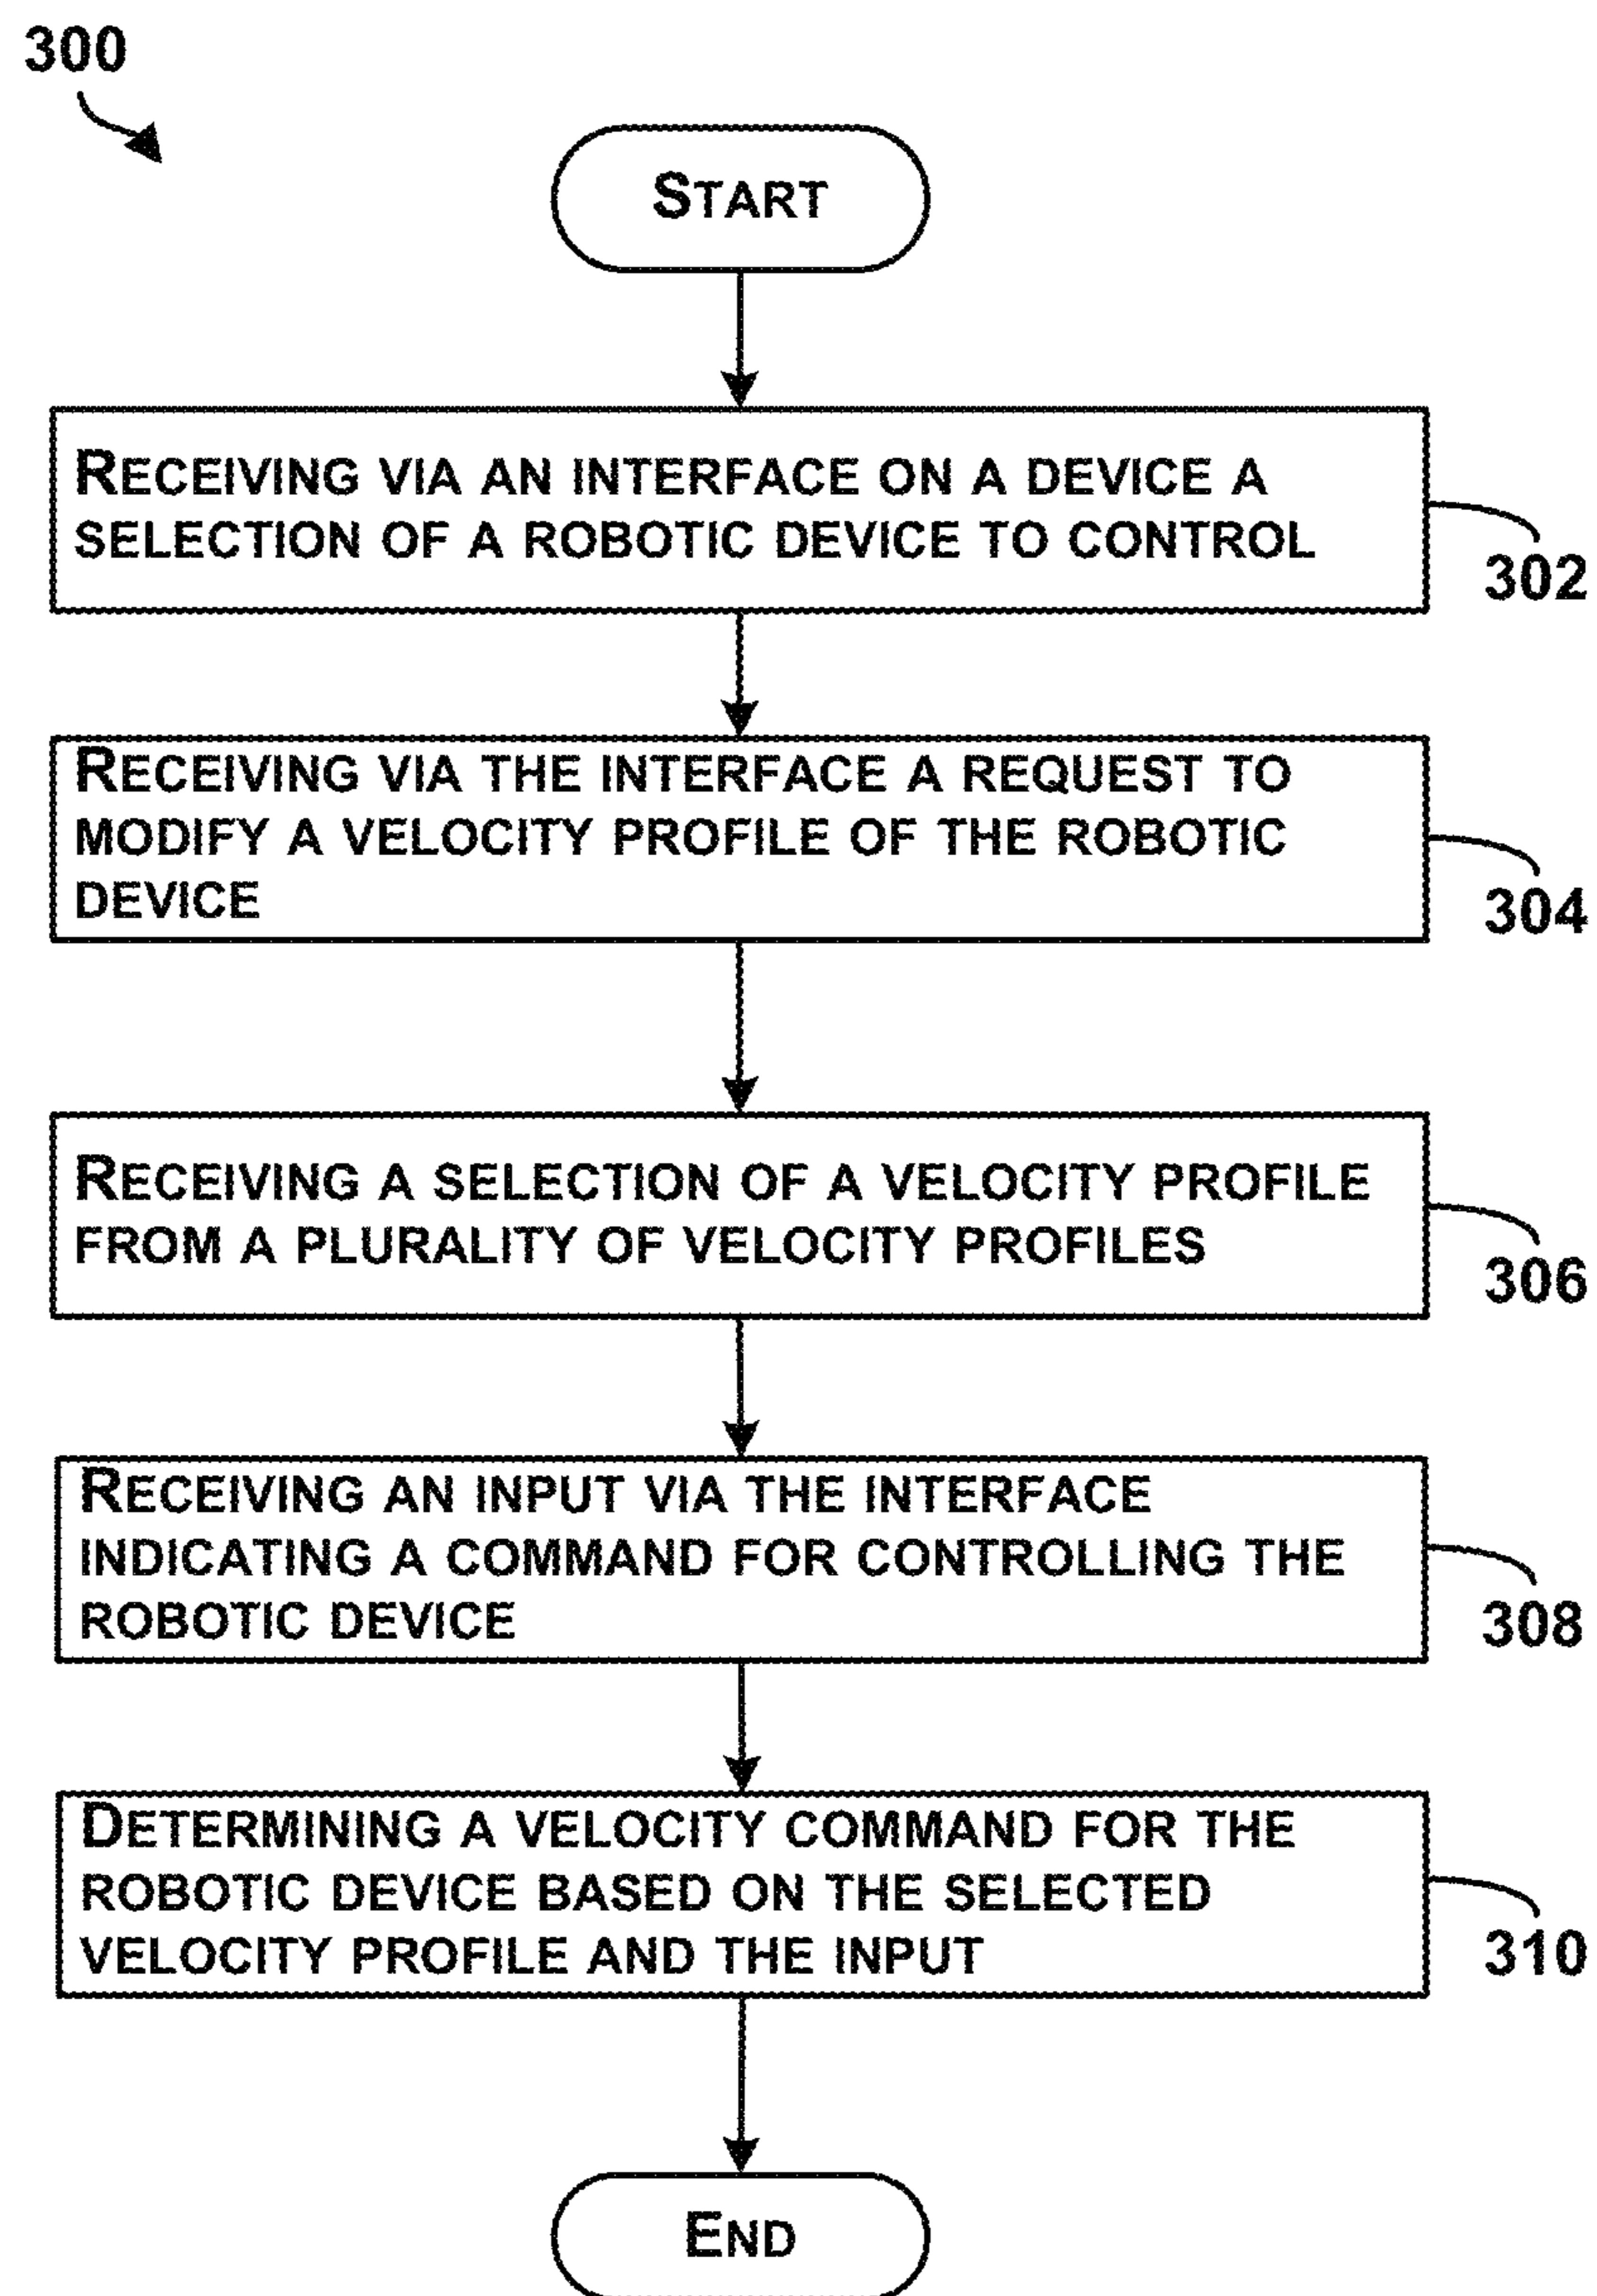 300
START
RECEIVING VIA AN INTERFACE ON A DEVICE A
SELECTION OF A ROBOTIC DEVICE TO CONTROL
302
RECEIVING VIA THE INTERFACE A REQUEST TO
MODIFY A VELOCITY PROFILE OF THE ROBOTIC
DEVICE
304
RECEIVING A SELECTION OF A VELOCITY PROFILE
FROM A PLURALITY OF VELOCITY PROFILES
306
RECEIVING AN INPUT VIA THE INTERFACE
INDICATING A COMMAND FOR CONTROLLING THE
ROBOTIC DEVICE
308
DETERMINING A VELOCITY COMMAND FOR THE
ROBOTIC DEVICE BASED ON THE SELECTED
VELOCITY PROFILE AND THE INPUT
310
END